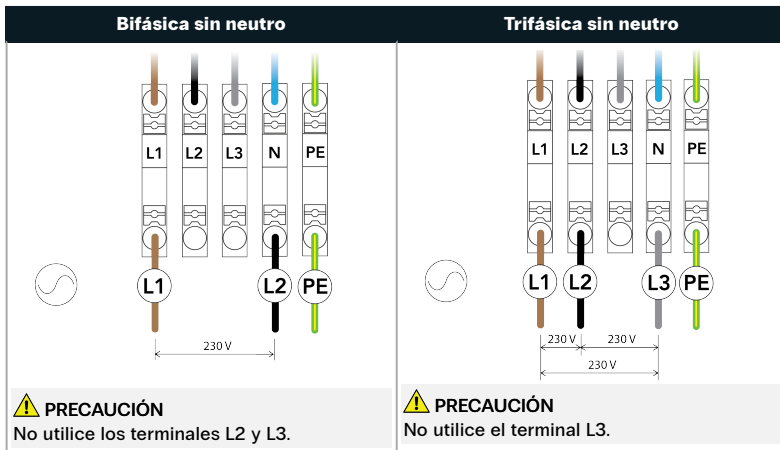 Bifásica sin neutro
L1 L2 L3 N PE
L1 L2 PE
230 V
PRECAUCIÓN
No utilice los terminales L2 y L3.
Trifásica sin neutro
L1 L2 L3 N PE
L1 L2 L3 PE
230 V 230 V
230 V
PRECAUCIÓN
No utilice el terminal L3.